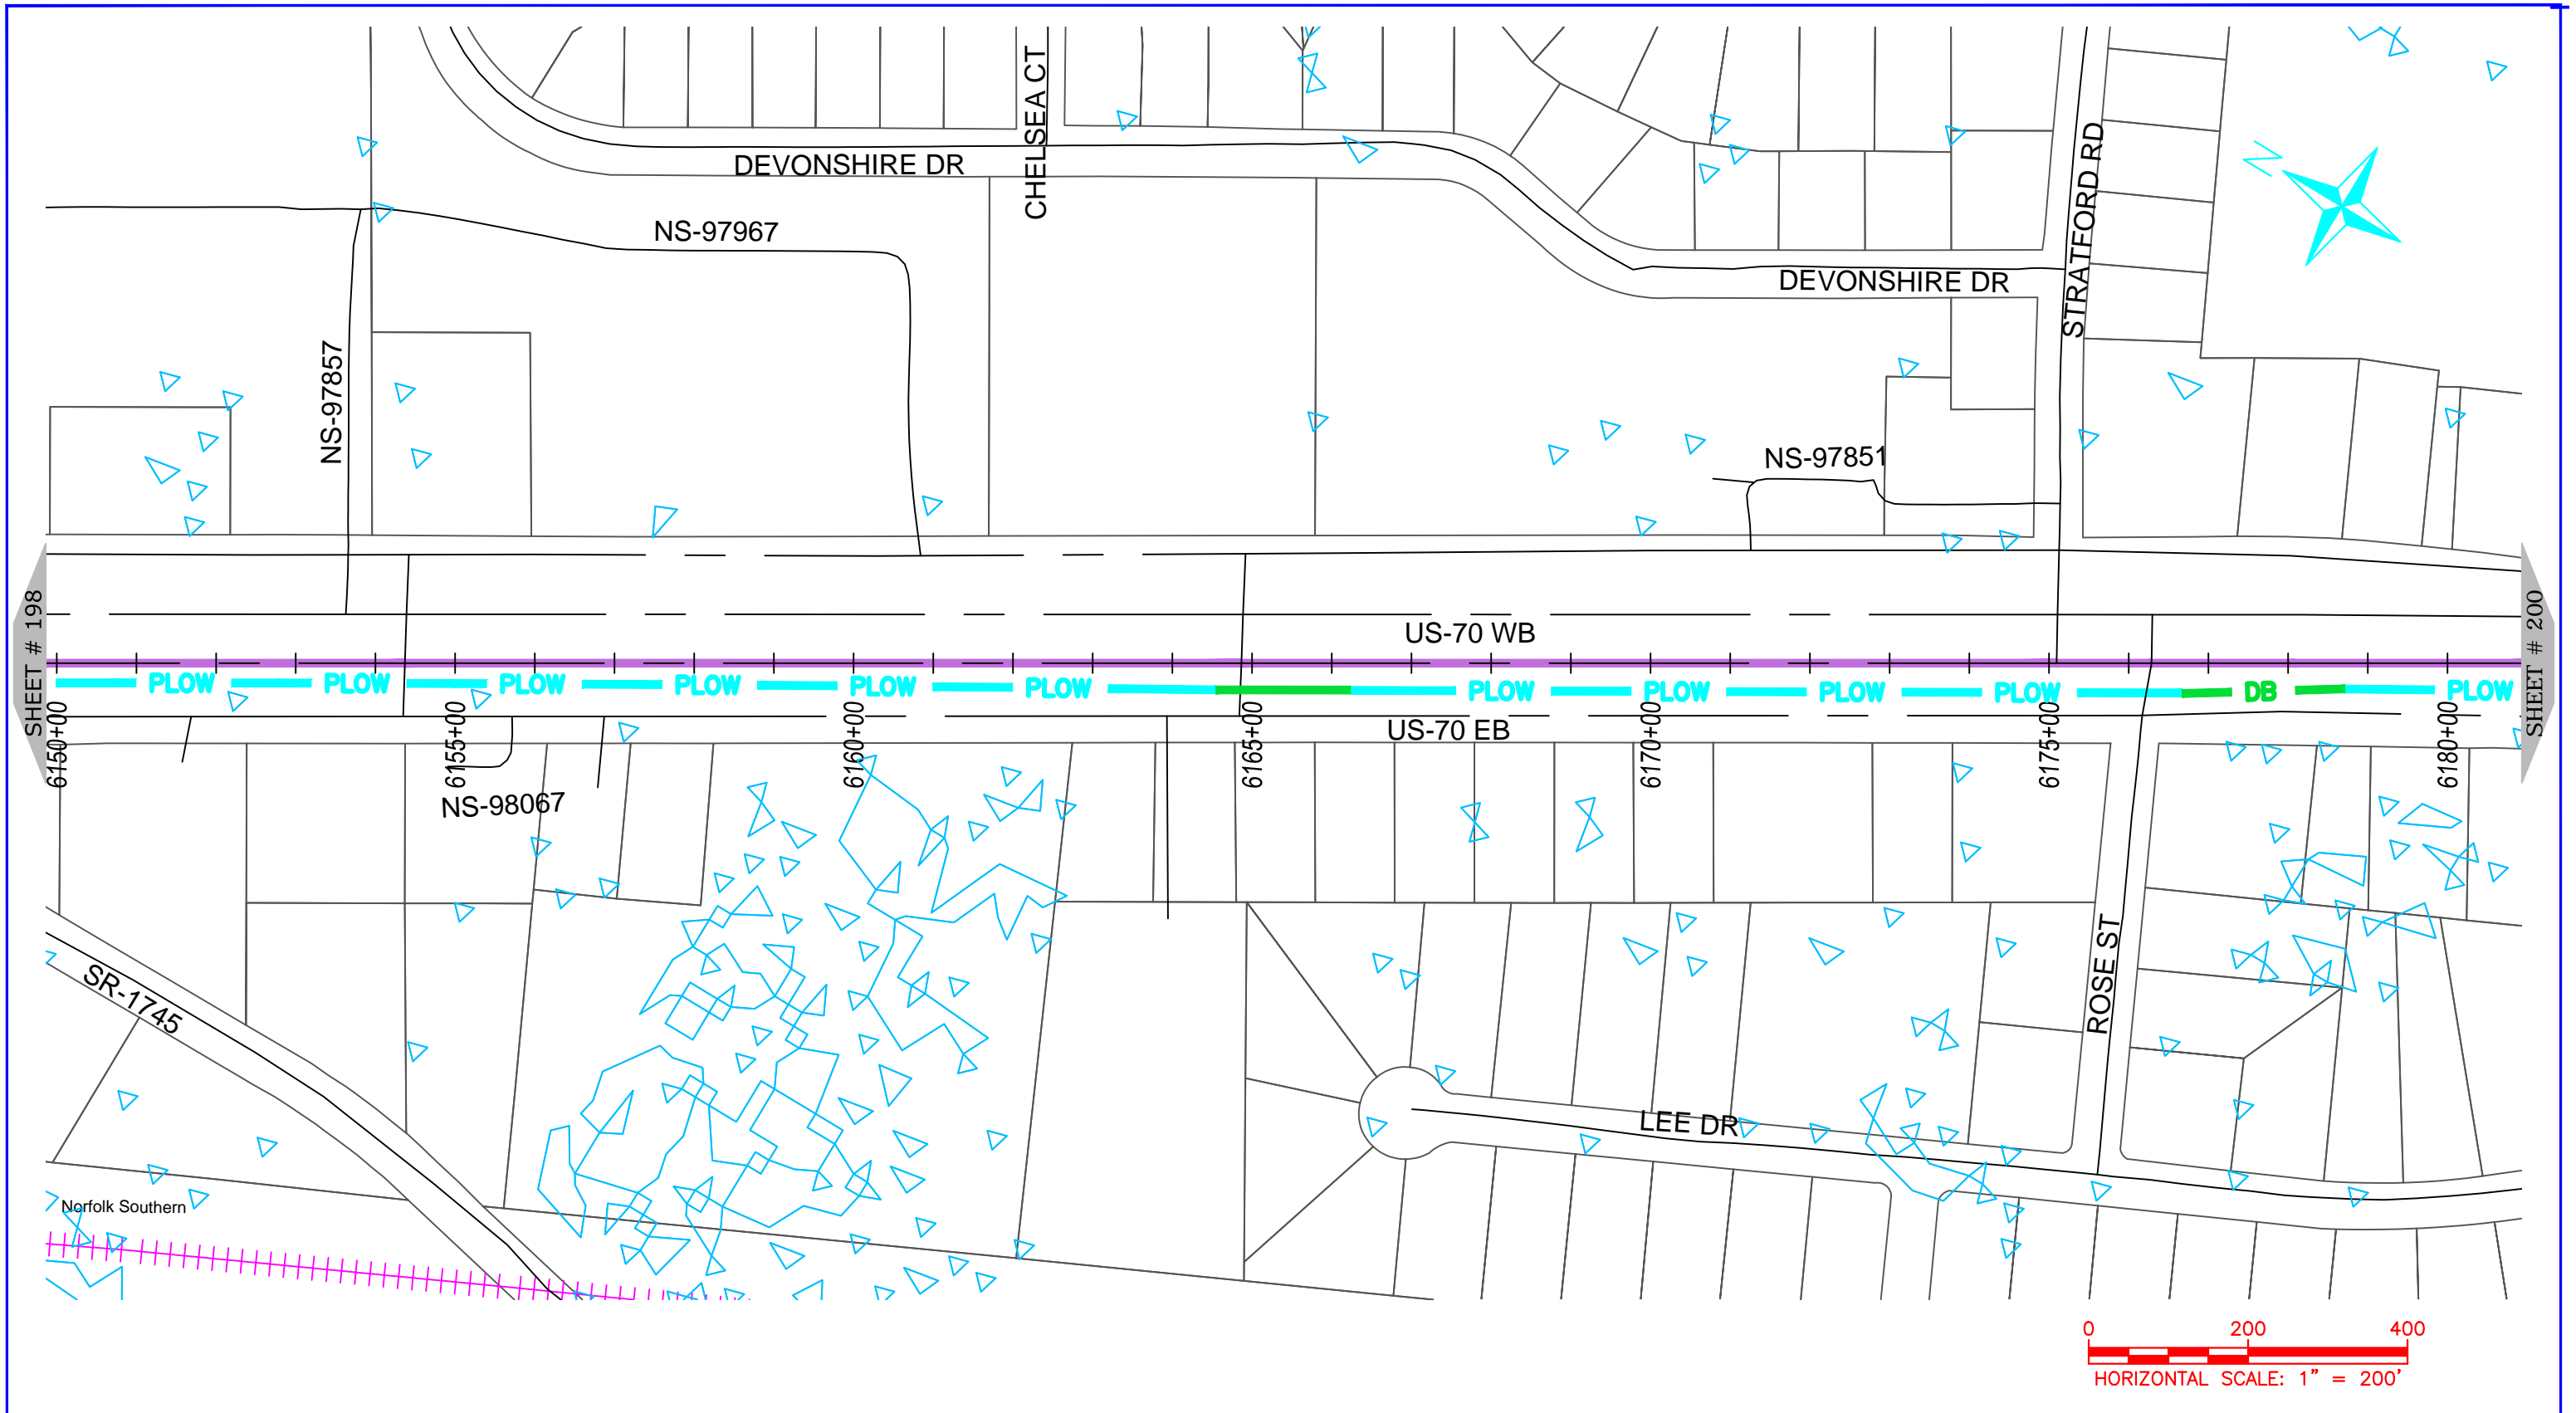 CHELSEA CT
DEVONSHIRE DR
STRATFORD RD
N
NS-97967
DEVONSHIRE DR
NS-97857
NS-97851
SHEET # 198
SHEET # 200
US-70 WB
PLOW PLOW PLOW PLOW PLOW PLOW PLOW PLOW PLOW PLOW DB PLOW
US-70 EB
6150+00 6155+00 6160+00 6165+00 6170+00 6175+00 6180+00
NS-98067
SR-1745
ROSE ST
LEE DR
Norfolk Southern
0 200 400
HORIZONTAL SCALE: 1" = 200'